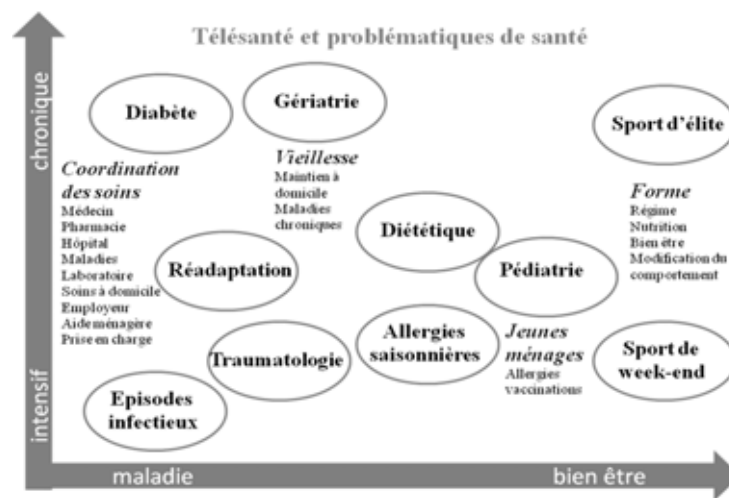 Télésanté et problématiques de santé
chronique
intensif
Diabète
Gériatrie
Sport d'élite
Coordination
des soins
Médecin
Pharmacie
Hôpital
Maladies
Laboratoire
Soins à domicile
Employeur
Aide ménagère
Prise en charge
Vieillesse
Maintien à
domicile
Maladies
chroniques
Forme
Régime
Nutrition
Bien être
Modification du
comportement
Diététique
Réadaptation
Pédiatrie
Traumatologie
Allergies
saisonnières
Jeunes
ménages
Allergies
vaccinations
Sport de
week-end
Episodes
infectieux
maladie
bien être